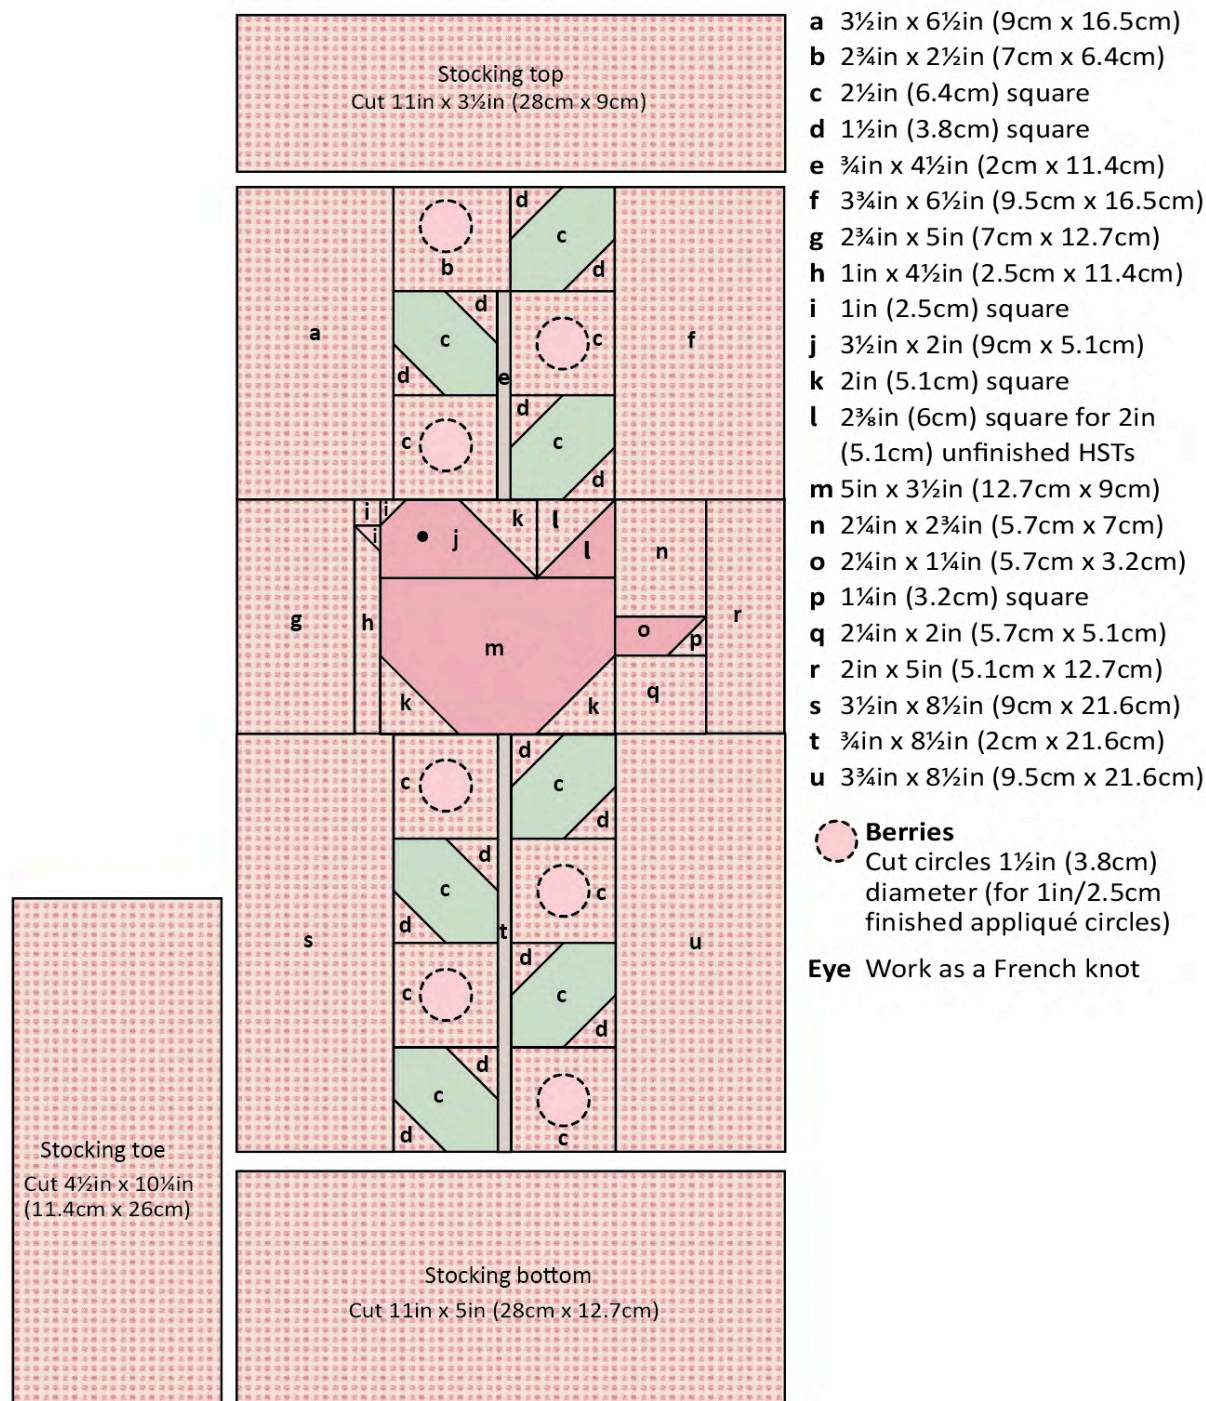 Stocking top
Cut 11in x 3½in (28cm x 9cm)
d
c
b
d
a
d
c
d
c
e
f
c
d
c
d
i
i
i
j
k
l
l
n
g
h
m
o
p
r
k
k
q
c
d
c
d
d
c
d
c
s
t
u
c
d
c
d
d
c
d
c
Stocking toe
Cut 4½in x 10¼in
(11.4cm x 26cm)
Stocking bottom
Cut 11in x 5in (28cm x 12.7cm)
a 3½in x 6½in (9cm x 16.5cm)
b 2¾in x 2½in (7cm x 6.4cm)
c 2½in (6.4cm) square
d 1½in (3.8cm) square
e ¾in x 4½in (2cm x 11.4cm)
f 3¾in x 6½in (9.5cm x 16.5cm)
g 2¾in x 5in (7cm x 12.7cm)
h 1in x 4½in (2.5cm x 11.4cm)
i 1in (2.5cm) square
j 3½in x 2in (9cm x 5.1cm)
k 2in (5.1cm) square
l 2⅜in (6cm) square for 2in
(5.1cm) unfinished HSTs
m 5in x 3½in (12.7cm x 9cm)
n 2¼in x 2¾in (5.7cm x 7cm)
o 2¼in x 1¼in (5.7cm x 3.2cm)
p 1¼in (3.2cm) square
q 2¼in x 2in (5.7cm x 5.1cm)
r 2in x 5in (5.1cm x 12.7cm)
s 3½in x 8½in (9cm x 21.6cm)
t ¾in x 8½in (2cm x 21.6cm)
u 3¾in x 8½in (9.5cm x 21.6cm)
Berries
Cut circles 1½in (3.8cm)
diameter (for 1in/2.5cm
finished appliqué circles)
Eye Work as a French knot